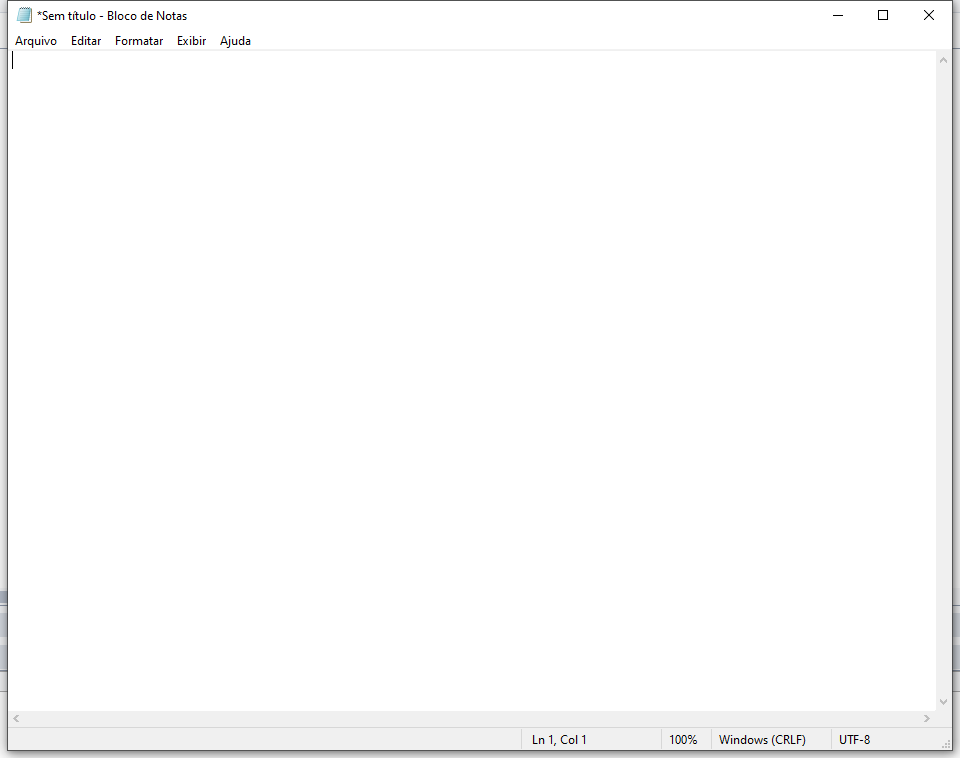 *Sem título - Bloco de Notas
Arquivo Editar Formatar Exibir Ajuda
Ln 1, Col 1 100% Windows (CRLF) UTF-8